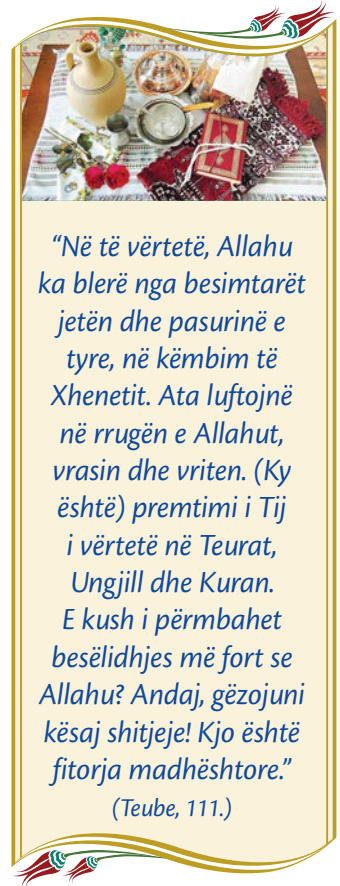 “Në të vërtetë, Allahu
ka blerë nga besimtarët
jetën dhe pasurinë e
tyre, në këmbim të
Xhenetit. Ata luftojnë
në rrugën e Allahut,
vrasin dhe vriten. (Ky
është) premtimi i Tij
i vërtetë në Teurat,
Ungjill dhe Kuran.
E kush i përmbahet
besëlidhjes më fort se
Allahu? Andaj, gëzojuni
kësaj shitjeje! Kjo është
fitorja madhështore.”
(Teube, 111.)